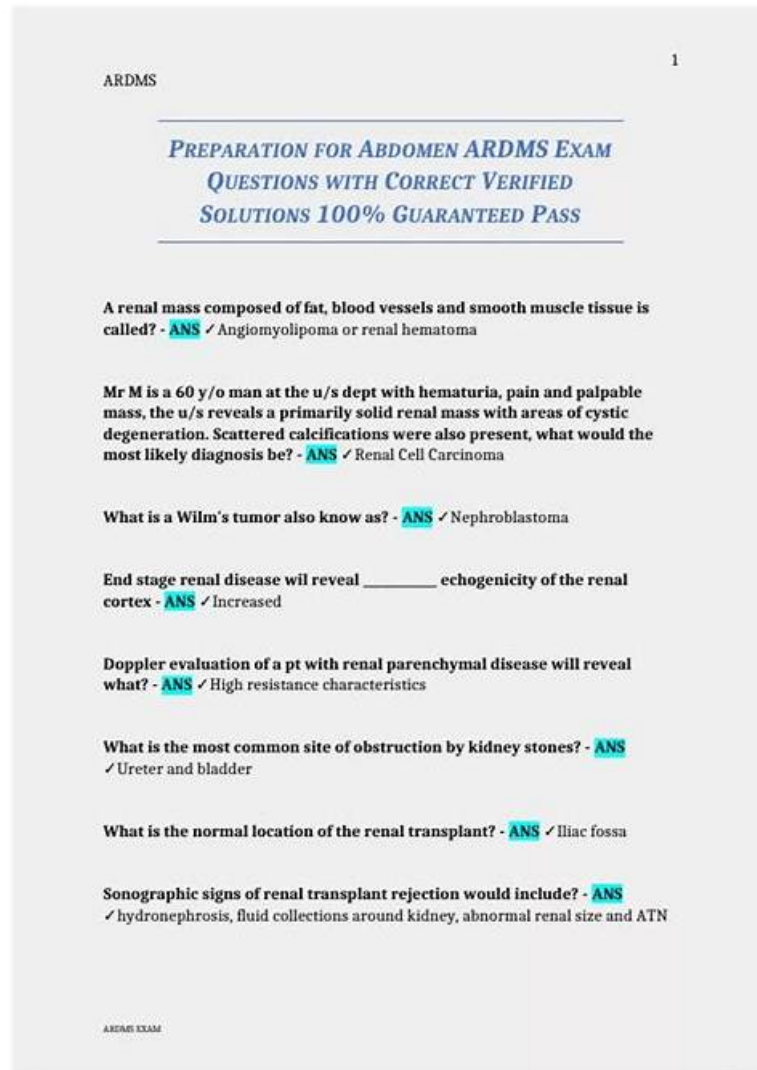 1
ARDMS
PREPARATION FOR ABDOMEN ARDMS EXAM
QUESTIONS WITH CORRECT VERIFIED
SOLUTIONS 100% GUARANTEED PASS
A renal mass composed of fat, blood vessels and smooth muscle tissue is
called? - ANS ✓Angiomyolipoma or renal hematoma
Mr M is a 60 y/o man at the u/s dept with hematuria, pain and palpable
mass, the u/s reveals a primarily solid renal mass with areas of cystic
degeneration. Scattered calcifications were also present, what would the
most likely diagnosis be? - ANS ✓Renal Cell Carcinoma
What is a Wilm's tumor also know as? - ANS ✓Nephroblastoma
End stage renal disease wil reveal _________ echogenicity of the renal
cortex - ANS ✓Increased
Doppler evaluation of a pt with renal parenchymal disease will reveal
what? - ANS ✓High resistance characteristics
What is the most common site of obstruction by kidney stones? - ANS
✓Ureter and bladder
What is the normal location of the renal transplant? - ANS ✓Iliac fossa
Sonographic signs of renal transplant rejection would include? - ANS
✓hydronephrosis, fluid collections around kidney, abnormal renal size and ATN
ARDMS EXAM